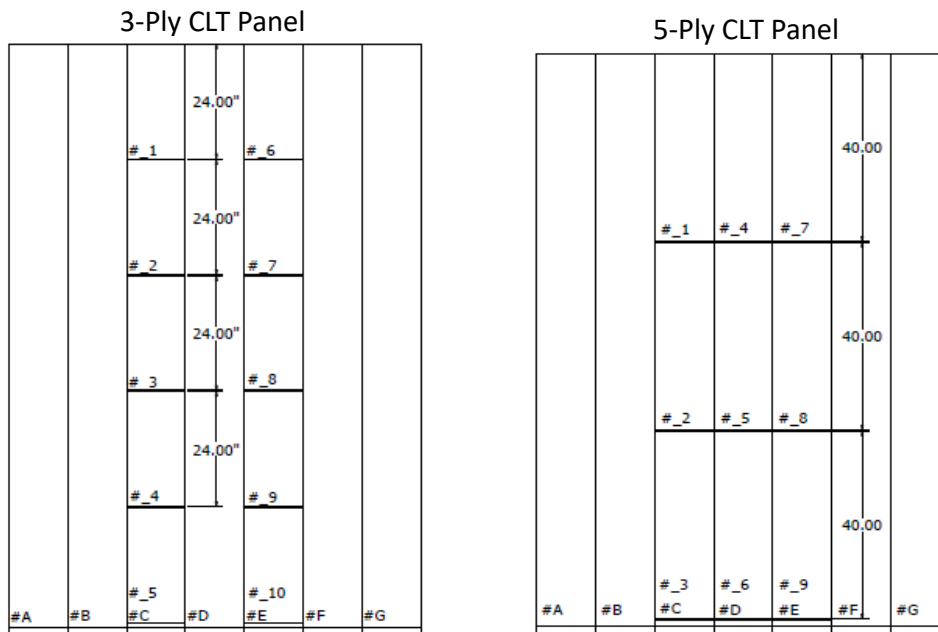 3-Ply CLT Panel
24.00"
#_1 #_6
24.00"
#_2 #_7
24.00"
#_3 #_8
24.00"
#_4 #_9
#_5 #_10
#A #B #C #D #E #F #G
5-Ply CLT Panel
40.00
#_1 #_4 #_7
40.00
#_2 #_5 #_8
40.00
#_3 #_6 #_9
#A #B #C #D #E #F #G